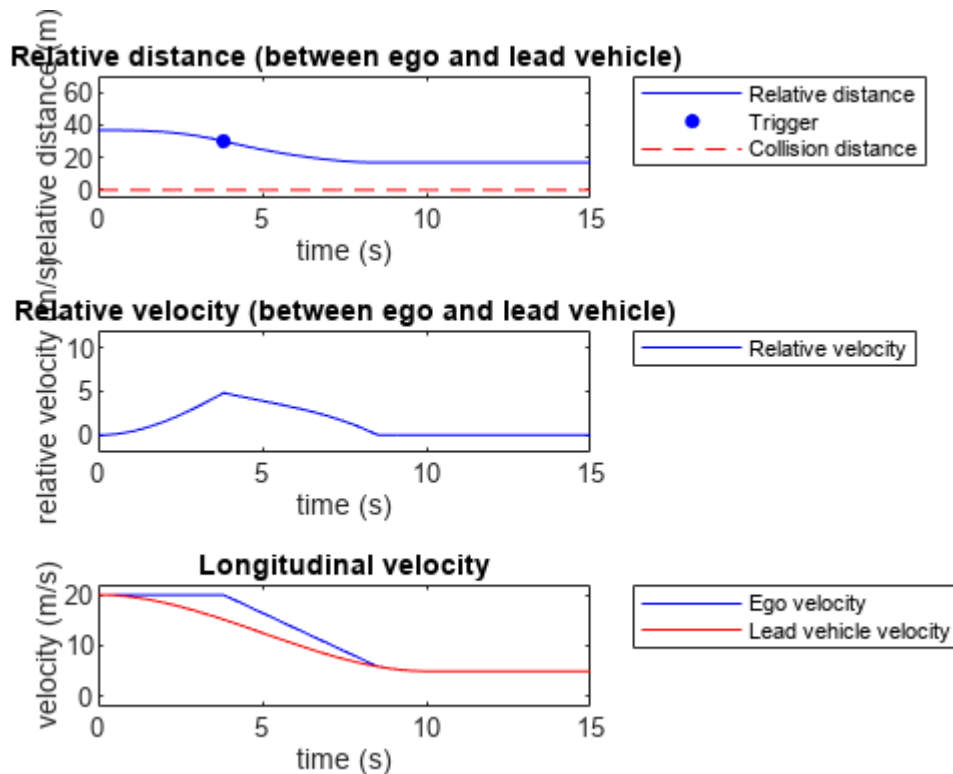 Relative distance (between ego and lead vehicle)
relative distance (m)
60
40
20
0
0 5 10 15
time (s)
Relative distance
Trigger
Collision distance
Relative velocity (between ego and lead vehicle)
relative velocity (m/s)
10
5
0
0 5 10 15
time (s)
Relative velocity
Longitudinal velocity
velocity (m/s)
20
10
0
0 5 10 15
time (s)
Ego velocity
Lead vehicle velocity